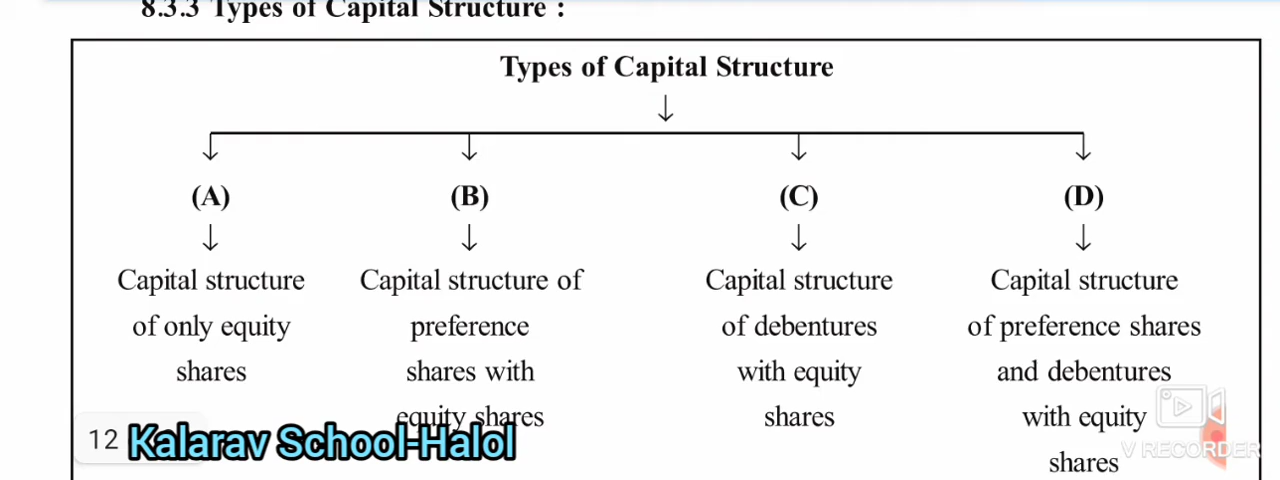 8.3.3 Types of Capital Structure :
Types of Capital Structure
(A)
(B)
(C)
(D)
Capital structure
of only equity
shares
Capital structure of
preference
shares with
equity shares
Capital structure
of debentures
with equity
shares
Capital structure
of preference shares
and debentures
with equity
shares
12
Kalarav School-Halol
V RECORDER